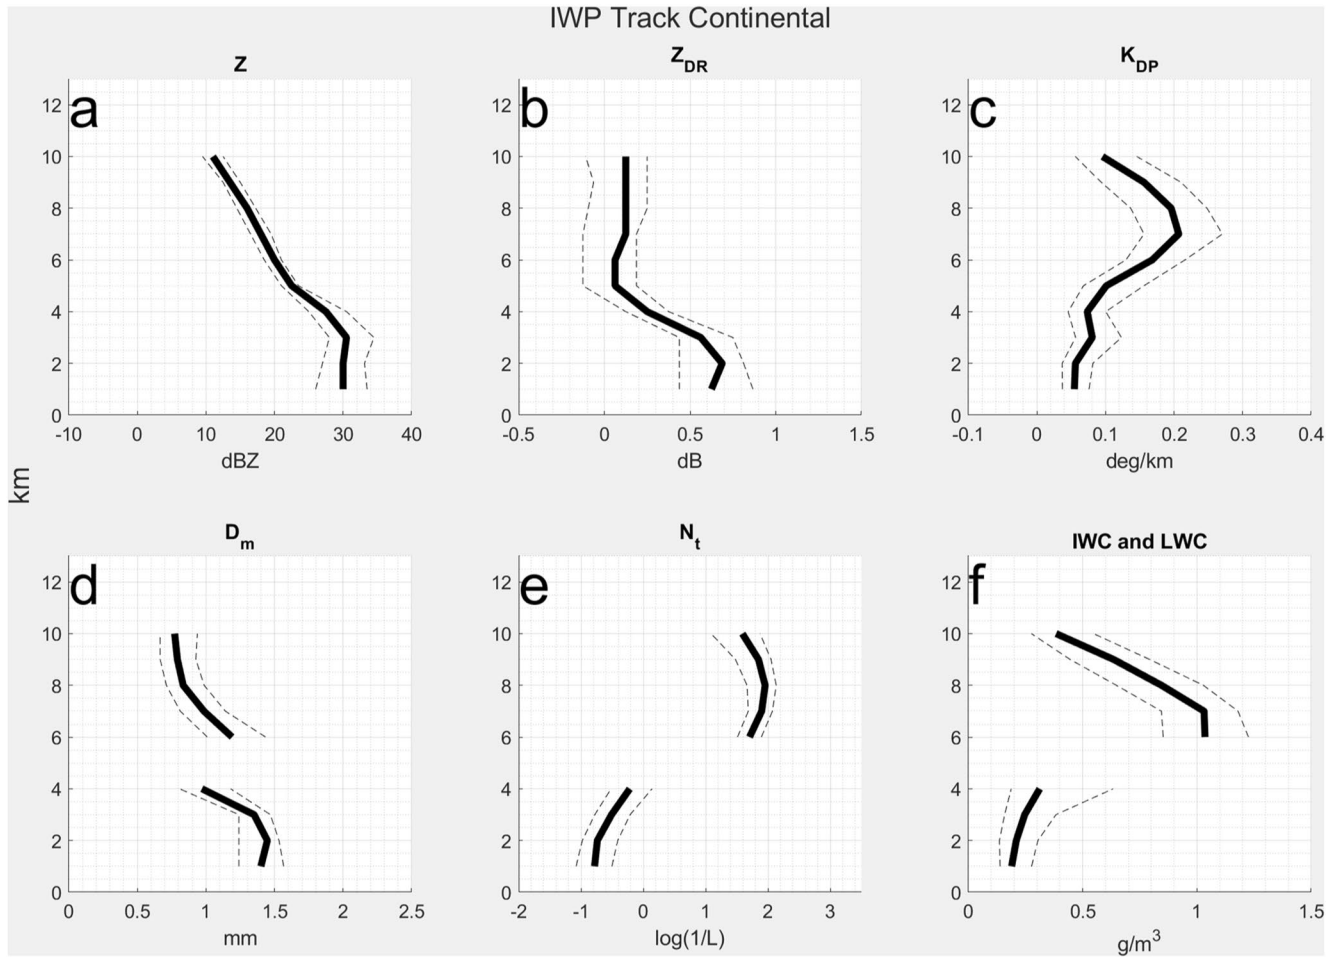 IWP Track Continental
Z
Z_DR
K_DP
a
b
c
12
10
8
6
4
2
0
12
10
8
6
4
2
0
12
10
8
6
4
2
0
-10 0 10 20 30 40
-0.5 0 0.5 1 1.5
-0.1 0 0.1 0.2 0.3 0.4
dBZ
dB
deg/km
km
D_m
N_t
IWC and LWC
d
e
f
12
10
8
6
4
2
0
12
10
8
6
4
2
0
12
10
8
6
4
2
0
0 0.5 1 1.5 2 2.5
-2 -1 0 1 2 3
0 0.5 1 1.5
mm
log(1/L)
g/m³